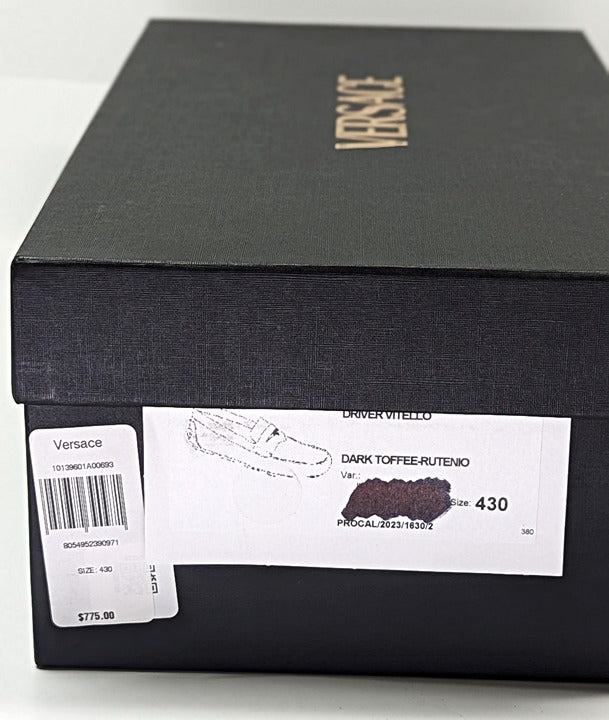 VERSACE
Versace
10139601A00693
8054952390971
SIZE: 430
$775.00
DRIVER VITELLO
DARK TOFFEE-RUTENIO
Var.:
Size: 430
PROCAL/2023/1630/2
380